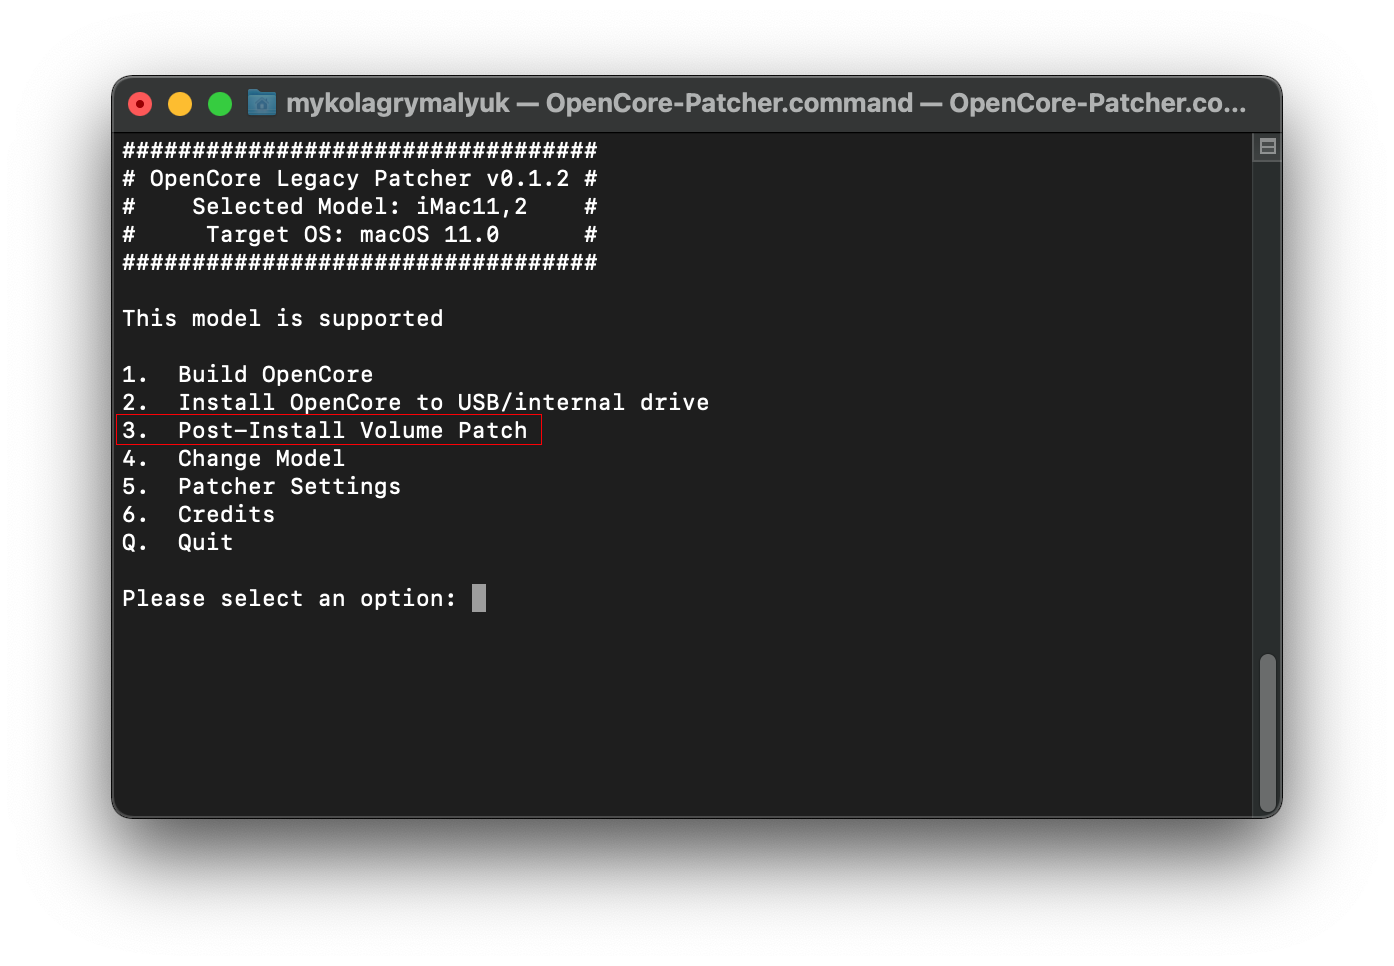 mykolagrymalyuk — OpenCore-Patcher.command — OpenCore-Patcher.co...
##################################
# OpenCore Legacy Patcher v0.1.2 #
#    Selected Model: iMac11,2    #
#     Target OS: macOS 11.0      #
##################################
This model is supported
1.  Build OpenCore
2.  Install OpenCore to USB/internal drive
3.  Post-Install Volume Patch
4.  Change Model
5.  Patcher Settings
6.  Credits
Q.  Quit
Please select an option: